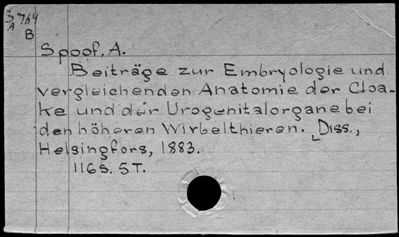 S 764
A
B
Spoof, A.
Beiträge zur Embryologie und
vergleichenden Anatomie der Cloa-
ke und der Urogenitalorgane bei
den höheren Wirbelthieren. Diss.,
Helsingfors, 1883.
116 S. 5 T.